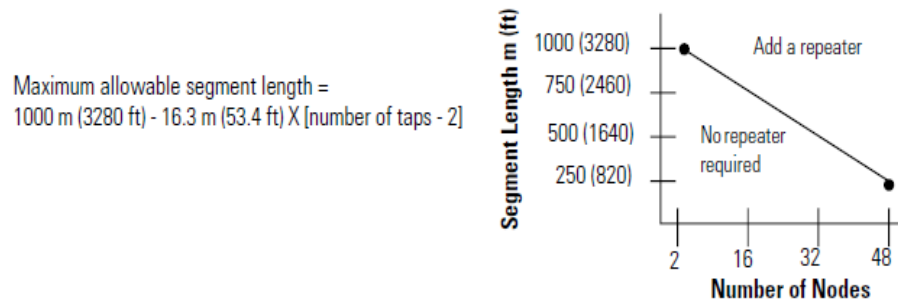 Maximum allowable segment length =
1000 m (3280 ft) - 16.3 m (53.4 ft) X [number of taps - 2]
Segment Length m (ft)
1000 (3280)
750 (2460)
500 (1640)
250 (820)
Add a repeater
No repeater
required
2 16 32 48
Number of Nodes